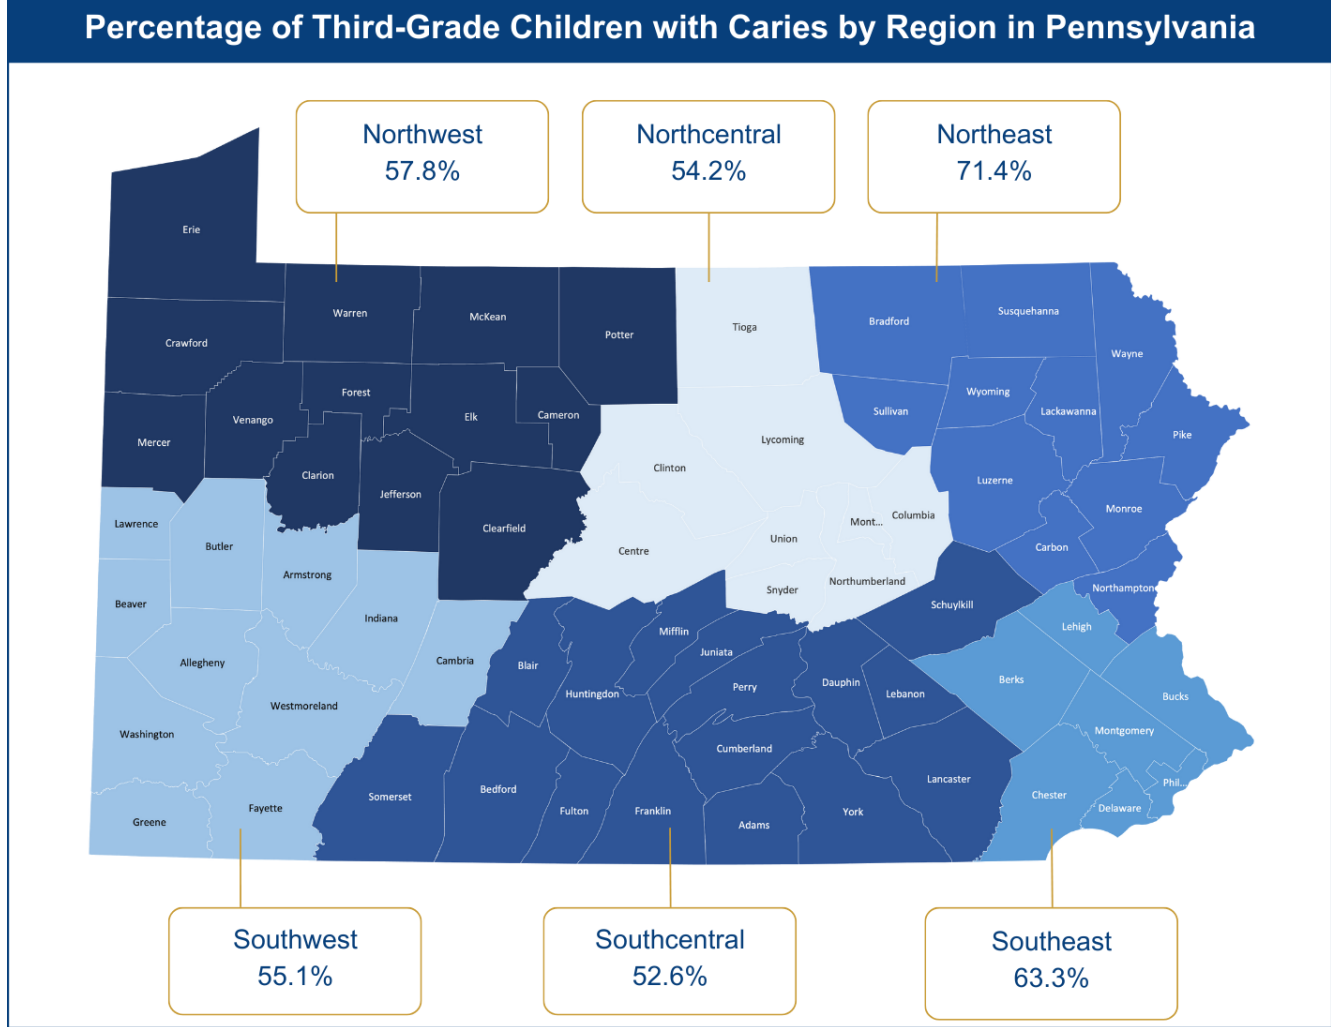 Percentage of Third-Grade Children with Caries by Region in Pennsylvania
Northwest
57.8%
Northcentral
54.2%
Northeast
71.4%
Erie
Warren
McKean
Potter
Tioga
Bradford
Susquehanna
Wayne
Crawford
Forest
Venango
Elk
Cameron
Mercer
Clarion
Jefferson
Clearfield
Lycoming
Clinton
Centre
Union
Mont...
Columbia
Snyder
Northumberland
Sullivan
Wyoming
Lackawanna
Pike
Luzerne
Monroe
Carbon
Northampton
Lawrence
Butler
Armstrong
Beaver
Indiana
Allegheny
Cambria
Westmoreland
Washington
Greene
Fayette
Schuylkill
Mifflin
Juniata
Blair
Huntingdon
Perry
Dauphin
Lebanon
Cumberland
Lancaster
Somerset
Bedford
Fulton
Franklin
Adams
York
Lehigh
Berks
Bucks
Montgomery
Phil...
Chester
Delaware
Southwest
55.1%
Southcentral
52.6%
Southeast
63.3%